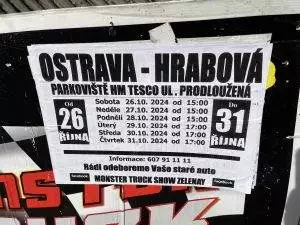 OSTRAVA - HRABOVÁ
PARKOVIŠTĚ HM TESCO UL. PRODLOUŽENÁ
Od 26 ŘÍJNA
Sobota 26.10.2024 od 15:00
Neděle 27.10.2024 od 15:00
Pondělí 28.10.2024 od 15:00
Úterý 29.10.2024 od 17:00
Středa 30.10.2024 od 17:00
Čtvrtek 31.10.2024 od 17:00
Do 31 ŘÍJNA
Informace: 607 91 11 11
Rádi odebereme Vaše staré auto
facebook MONSTER TRUCK SHOW ZELENAY facebook